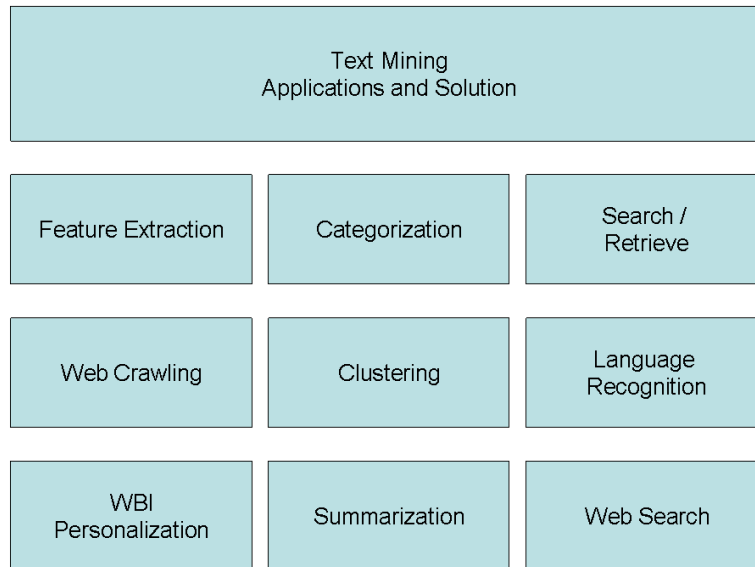 Text Mining
Applications and Solution
Feature Extraction
Categorization
Search /
Retrieve
Web Crawling
Clustering
Language
Recognition
WBI
Personalization
Summarization
Web Search